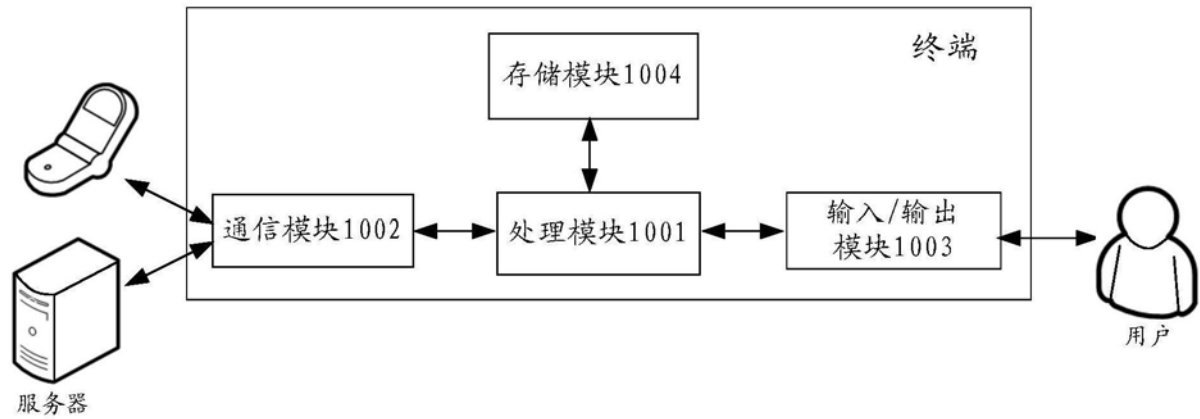 终端
存储模块1004
通信模块1002
处理模块1001
输入/输出
模块1003
用户
服务器